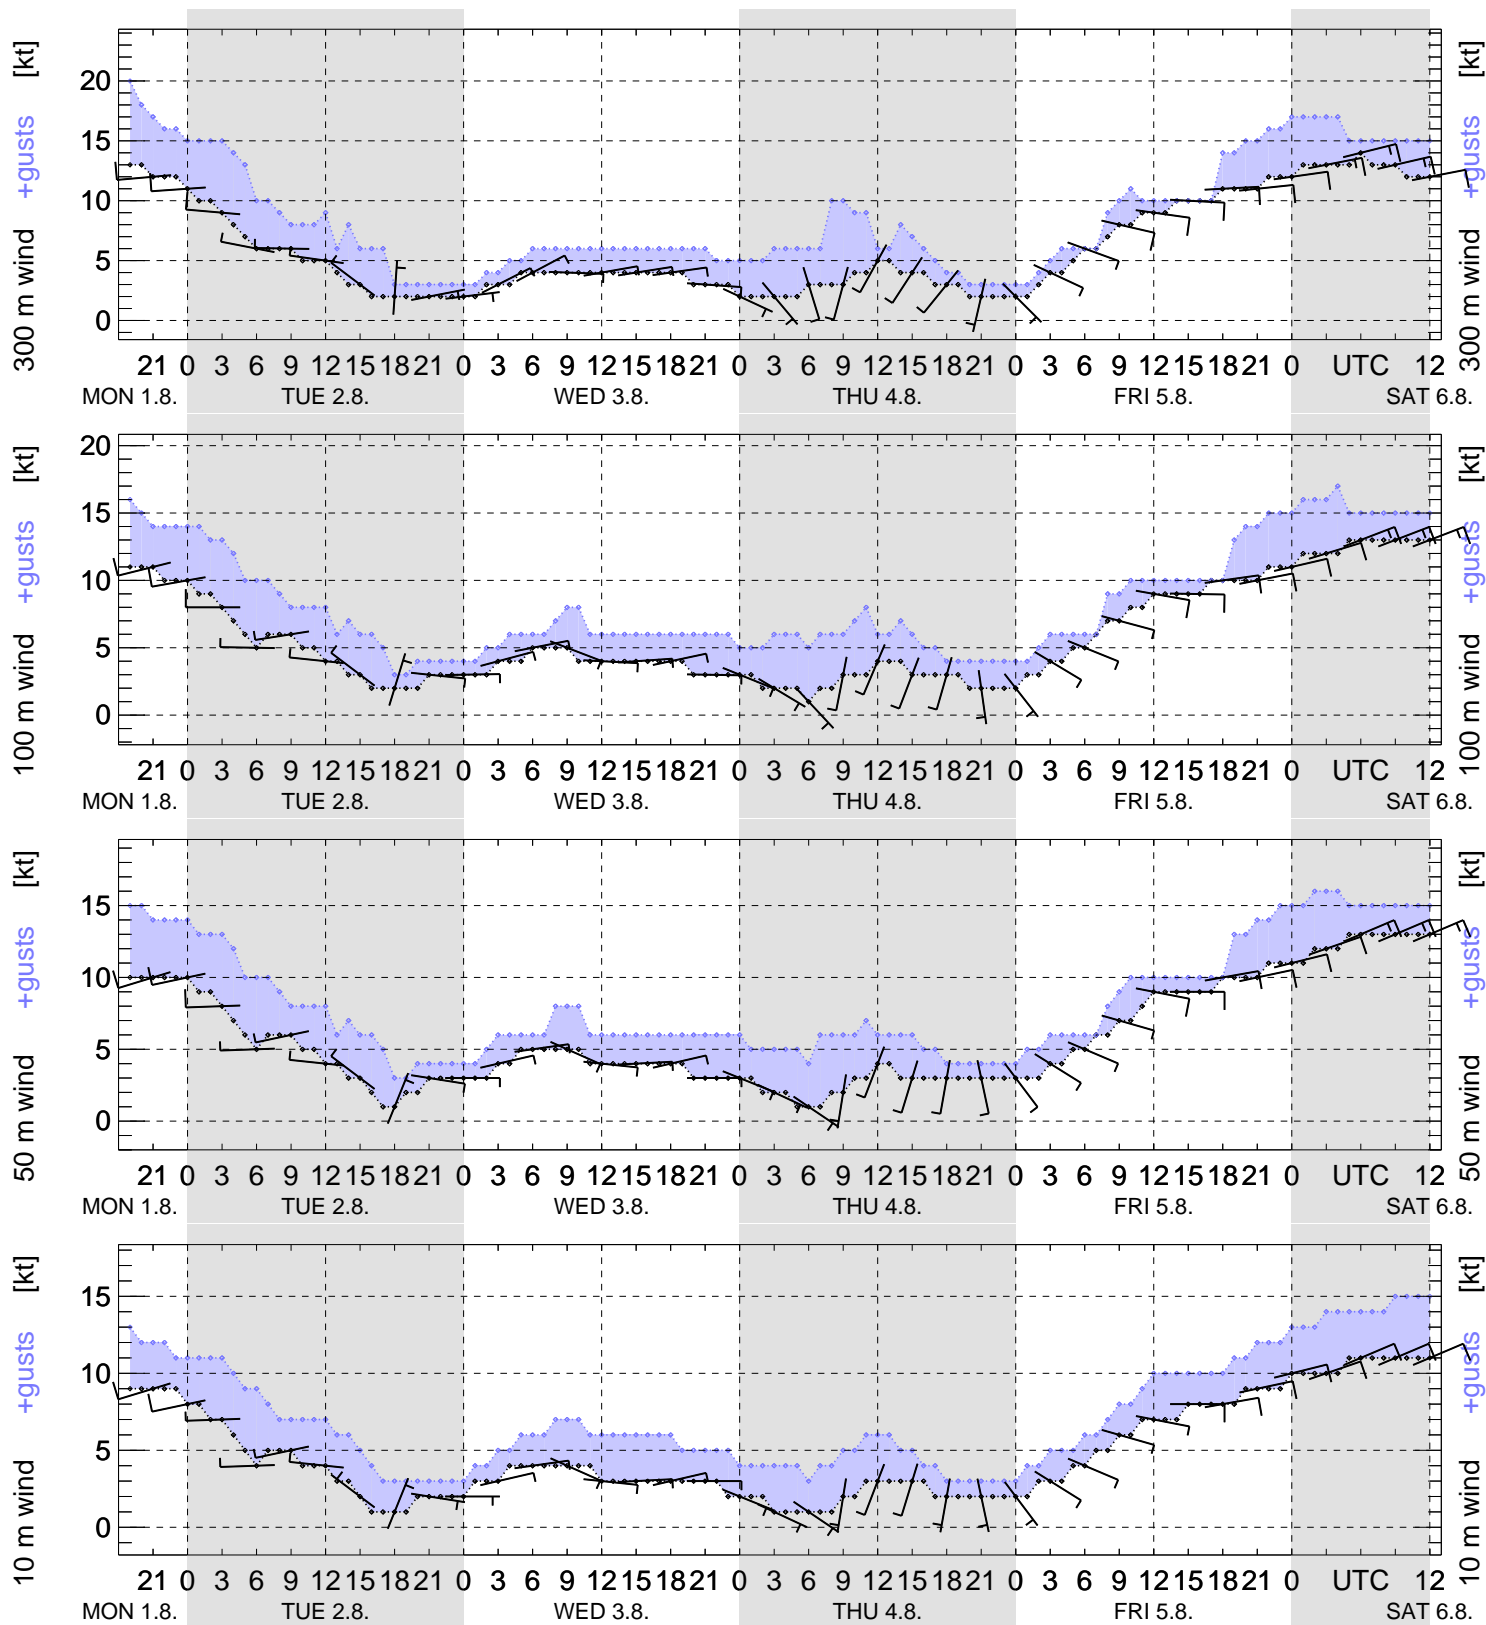 300 m wind +gusts [kt]
20
15
10
5
0
300 m wind +gusts [kt]
21 0 3 6 9 12 15 18 21 0 3 6 9 12 15 18 21 0 3 6 9 12 15 18 21 0 3 6 9 12 15 18 21 0 UTC 12
MON 1.8. TUE 2.8. WED 3.8. THU 4.8. FRI 5.8. SAT 6.8.
100 m wind +gusts [kt]
20
15
10
5
0
100 m wind +gusts [kt]
21 0 3 6 9 12 15 18 21 0 3 6 9 12 15 18 21 0 3 6 9 12 15 18 21 0 3 6 9 12 15 18 21 0 UTC 12
MON 1.8. TUE 2.8. WED 3.8. THU 4.8. FRI 5.8. SAT 6.8.
50 m wind +gusts [kt]
15
10
5
0
50 m wind +gusts [kt]
21 0 3 6 9 12 15 18 21 0 3 6 9 12 15 18 21 0 3 6 9 12 15 18 21 0 3 6 9 12 15 18 21 0 UTC 12
MON 1.8. TUE 2.8. WED 3.8. THU 4.8. FRI 5.8. SAT 6.8.
10 m wind +gusts [kt]
15
10
5
0
10 m wind +gusts [kt]
21 0 3 6 9 12 15 18 21 0 3 6 9 12 15 18 21 0 3 6 9 12 15 18 21 0 3 6 9 12 15 18 21 0 UTC 12
MON 1.8. TUE 2.8. WED 3.8. THU 4.8. FRI 5.8. SAT 6.8.